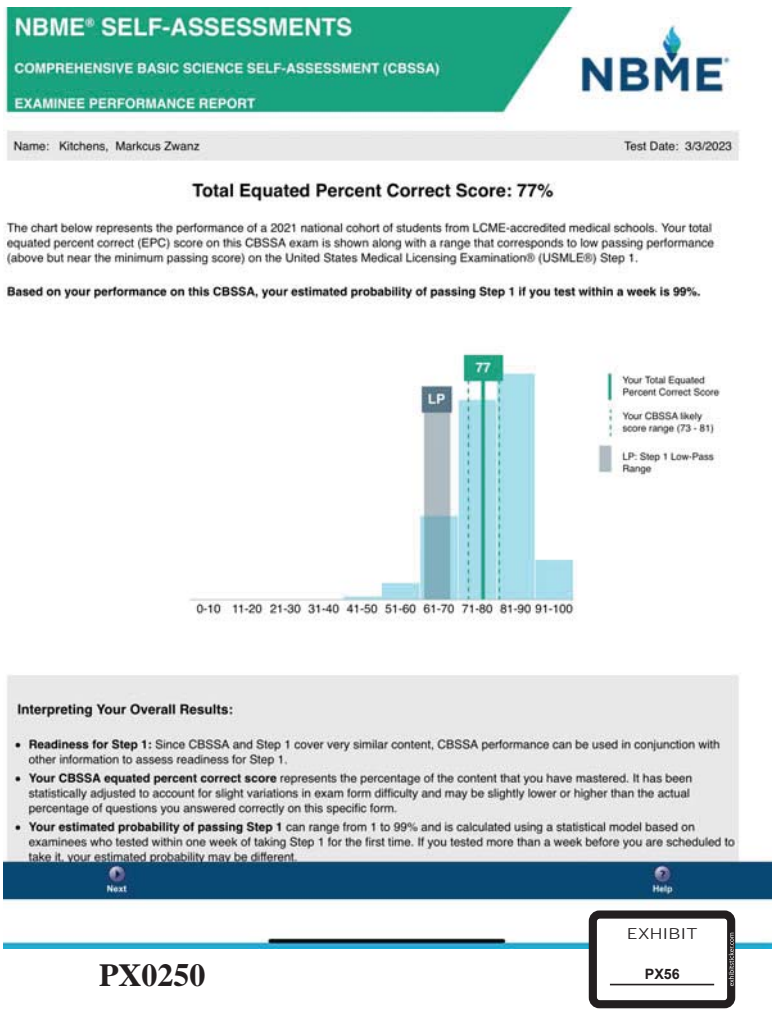 NBME® SELF-ASSESSMENTS
COMPREHENSIVE BASIC SCIENCE SELF-ASSESSMENT (CBSSA)
EXAMINEE PERFORMANCE REPORT
NBME®
Name: Kitchens, Markcus Zwanz
Test Date: 3/3/2023
Total Equated Percent Correct Score: 77%
The chart below represents the performance of a 2021 national cohort of students from LCME-accredited medical schools. Your total
equated percent correct (EPC) score on this CBSSA exam is shown along with a range that corresponds to low passing performance
(above but near the minimum passing score) on the United States Medical Licensing Examination® (USMLE®) Step 1.
Based on your performance on this CBSSA, your estimated probability of passing Step 1 if you test within a week is 99%.
77
LP
Your Total Equated
Percent Correct Score
Your CBSSA likely
score range (73 - 81)
LP: Step 1 Low-Pass
Range
0-10 11-20 21-30 31-40 41-50 51-60 61-70 71-80 81-90 91-100
Interpreting Your Overall Results:
• Readiness for Step 1: Since CBSSA and Step 1 cover very similar content, CBSSA performance can be used in conjunction with
other information to assess readiness for Step 1.
• Your CBSSA equated percent correct score represents the percentage of the content that you have mastered. It has been
statistically adjusted to account for slight variations in exam form difficulty and may be slightly lower or higher than the actual
percentage of questions you answered correctly on this specific form.
• Your estimated probability of passing Step 1 can range from 1 to 99% and is calculated using a statistical model based on
examinees who tested within one week of taking Step 1 for the first time. If you tested more than a week before you are scheduled to
take it, your estimated probability may be different.
Next
? Help
EXHIBIT
PX56
exhibitsticker.com
PX0250